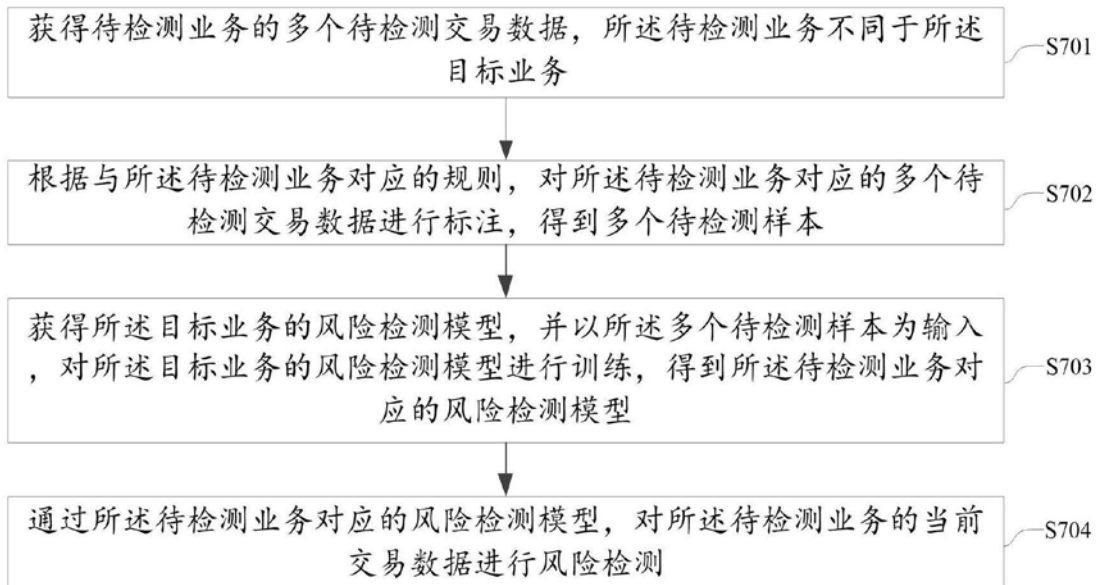 获得待检测业务的多个待检测交易数据，所述待检测业务不同于所述
目标业务
S701
根据与所述待检测业务对应的规则，对所述待检测业务对应的多个待
检测交易数据进行标注，得到多个待检测样本
S702
获得所述目标业务的风险检测模型，并以所述多个待检测样本为输入
，对所述目标业务的风险检测模型进行训练，得到所述待检测业务对
应的风险检测模型
S703
通过所述待检测业务对应的风险检测模型，对所述待检测业务的当前
交易数据进行风险检测
S704